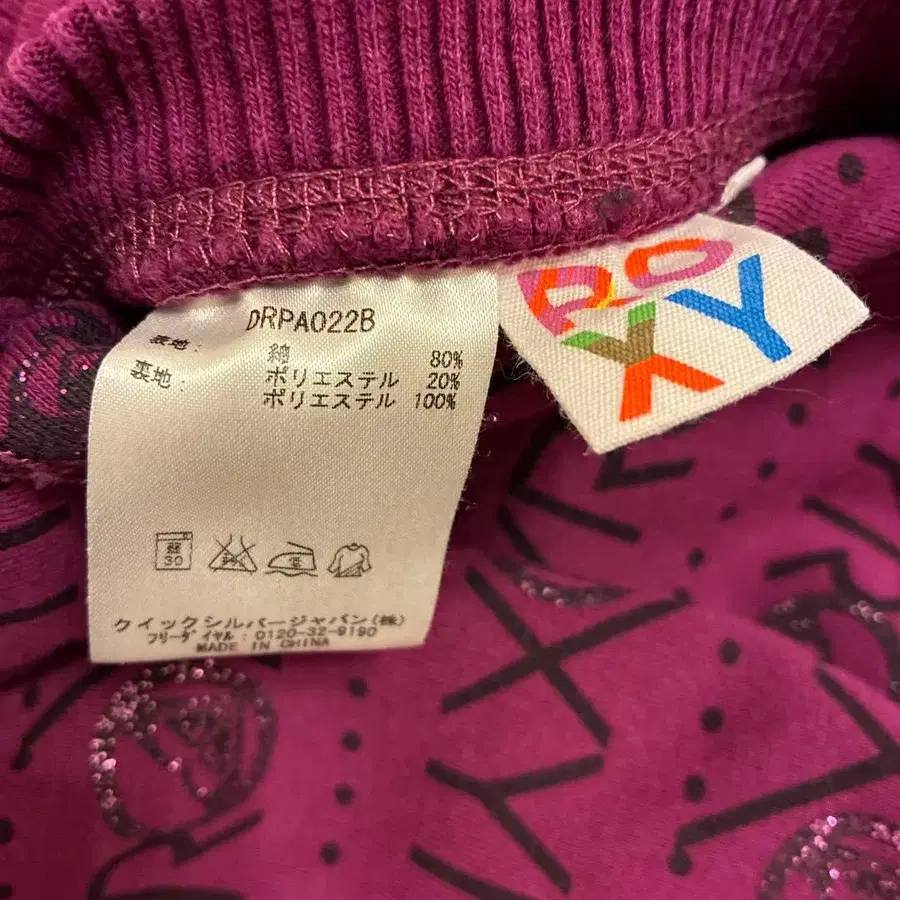 DRPA022B
表地: 綿 80%
ポリエステル 20%
裏地: ポリエステル 100%
30
クイックシルバージャパン(株)
フリーダイヤル:0120-32-9190
MADE IN CHINA
ROXY